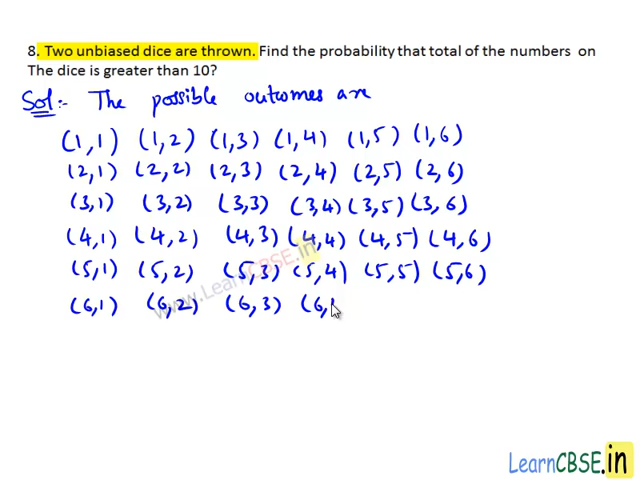 8. Two unbiased dice are thrown. Find the probability that total of the numbers on
The dice is greater than 10?
Sol:- The possible outcomes are
(1,1) (1,2) (1,3) (1,4) (1,5) (1,6)
(2,1) (2,2) (2,3) (2,4) (2,5) (2,6)
(3,1) (3,2) (3,3) (3,4) (3,5) (3,6)
(4,1) (4,2) (4,3) (4,4) (4,5) (4,6)
(5,1) (5,2) (5,3) (5,4) (5,5) (5,6)
(6,1) (6,2) (6,3) (6,
www.LearnCBSE.in
LearnCBSE.in